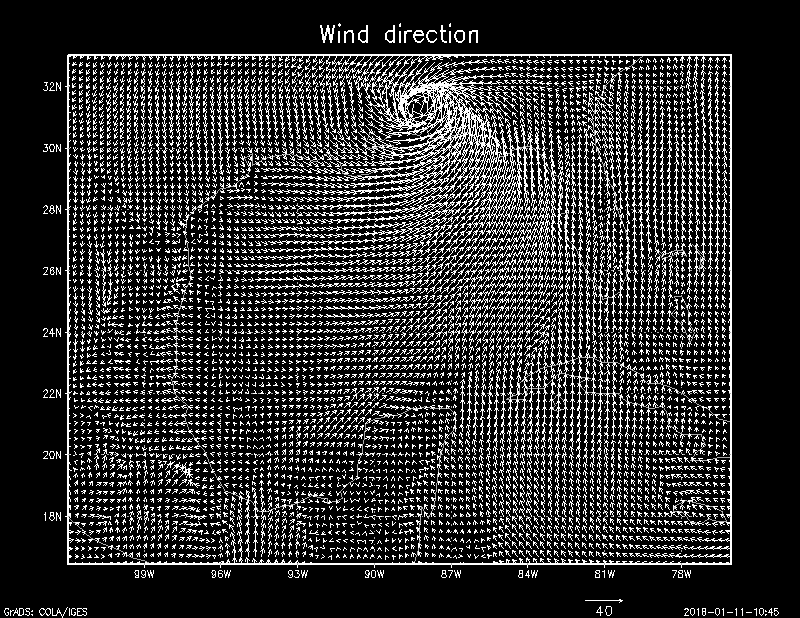 Wind direction
32N
30N
28N
26N
24N
22N
20N
18N
99W 96W 93W 90W 87W 84W 81W 78W
40
GrADS: COLA/IGES 2018-01-11-10:45